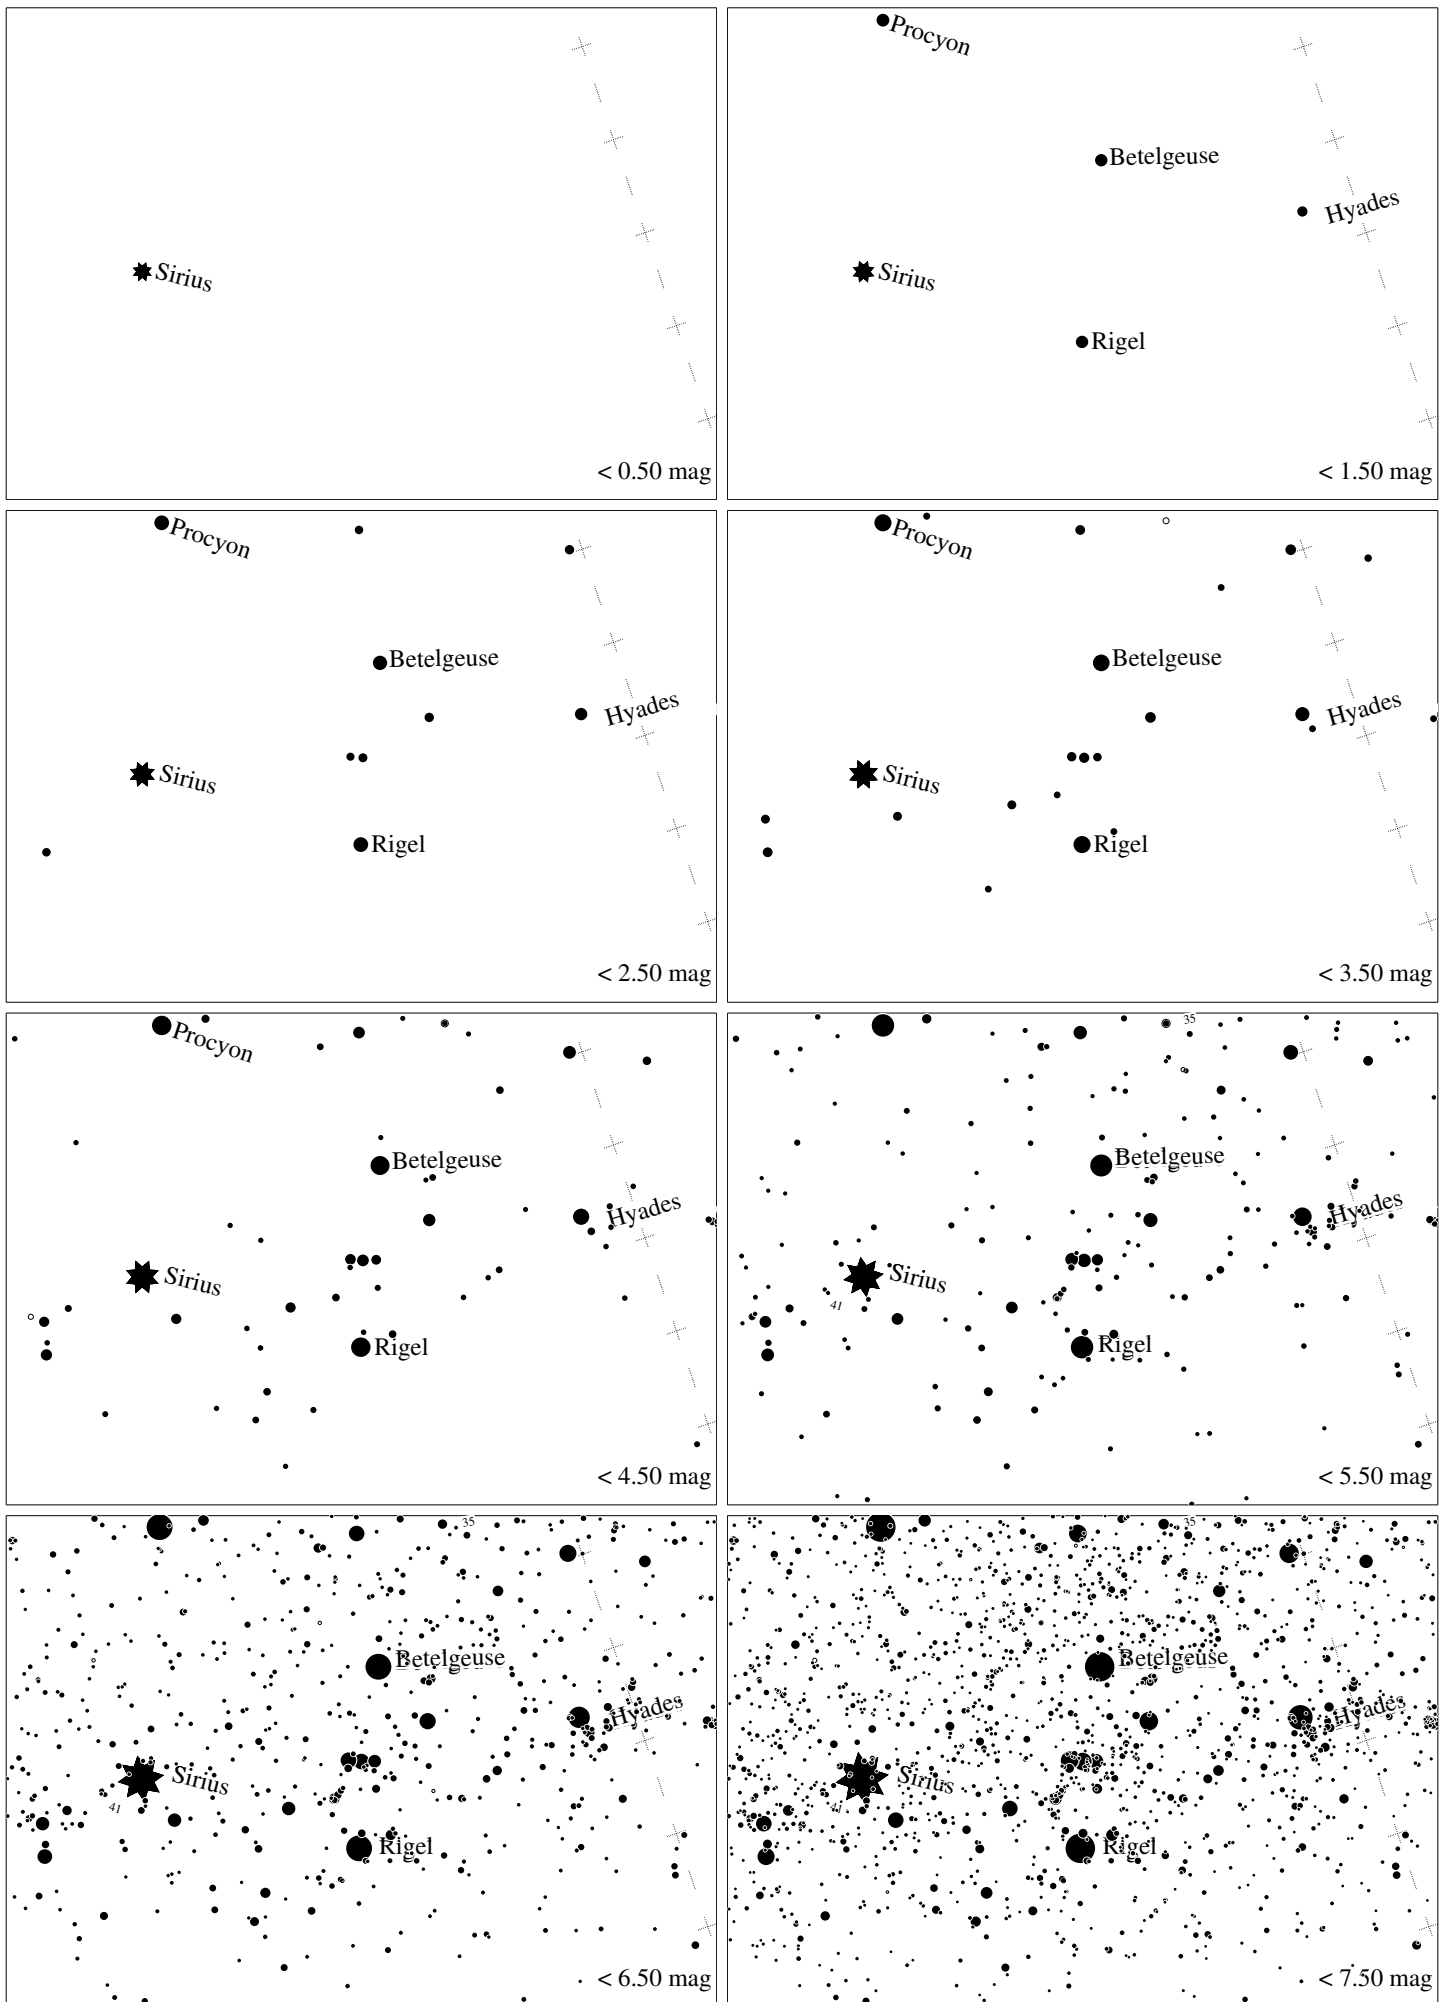 Sirius
< 0.50 mag
Procyon
Betelgeuse
Hyades
Sirius
Rigel
< 1.50 mag
Procyon
Betelgeuse
Hyades
Sirius
Rigel
< 2.50 mag
Procyon
Betelgeuse
Hyades
Sirius
Rigel
< 3.50 mag
Procyon
Betelgeuse
Hyades
Sirius
Rigel
< 4.50 mag
35
Betelgeuse
Hyades
Sirius
41
Rigel
< 5.50 mag
35
Betelgeuse
Hyades
Sirius
41
Rigel
< 6.50 mag
35
Betelgeuse
Hyades
Sirius
41
Rigel
< 7.50 mag